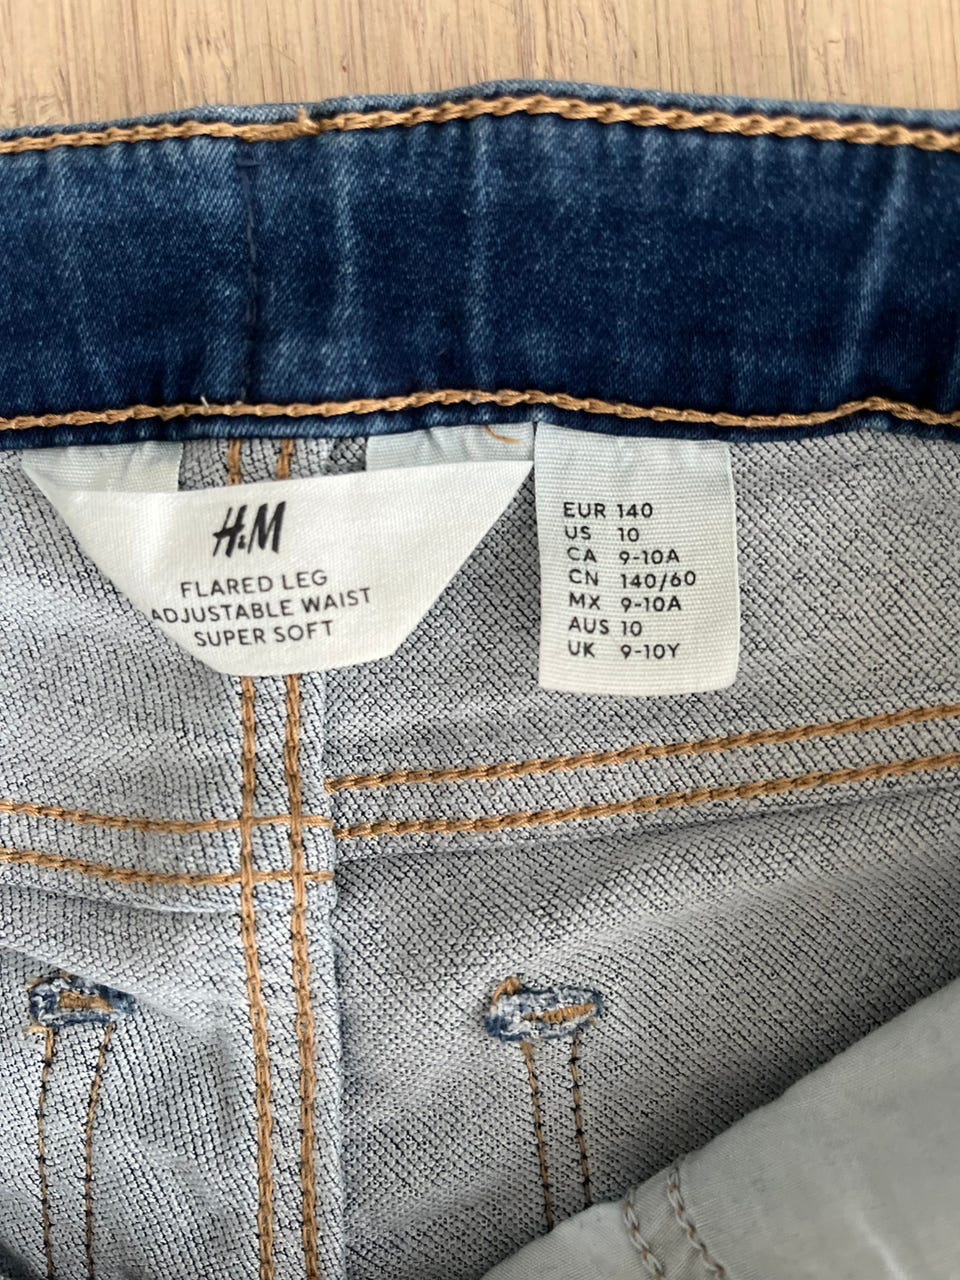 H&M
FLARED LEG
ADJUSTABLE WAIST
SUPER SOFT
EUR 140
US 10
CA 9-10A
CN 140/60
MX 9-10A
AUS 10
UK 9-10Y